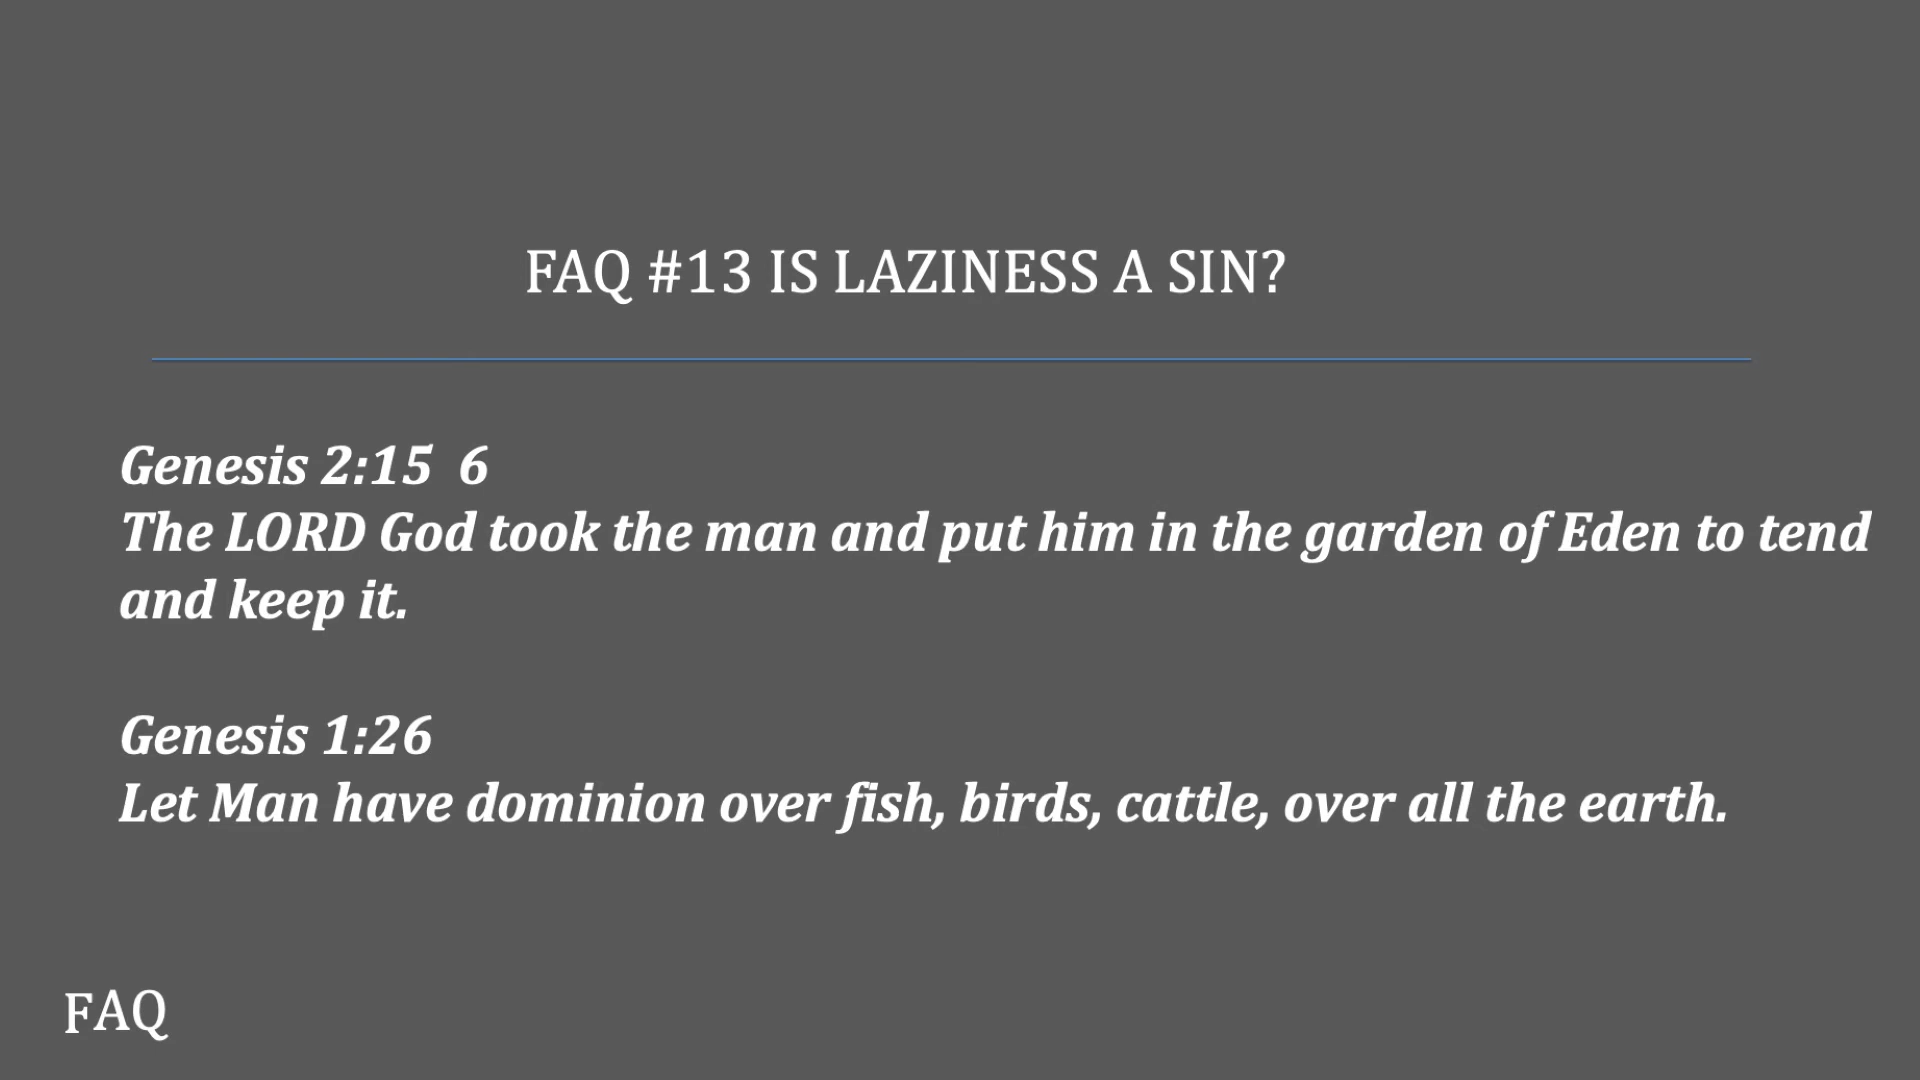 FAQ #13 IS LAZINESS A SIN?
Genesis 2:15  6
The LORD God took the man and put him in the garden of Eden to tend
and keep it.
Genesis 1:26
Let Man have dominion over fish, birds, cattle, over all the earth.
FAQ